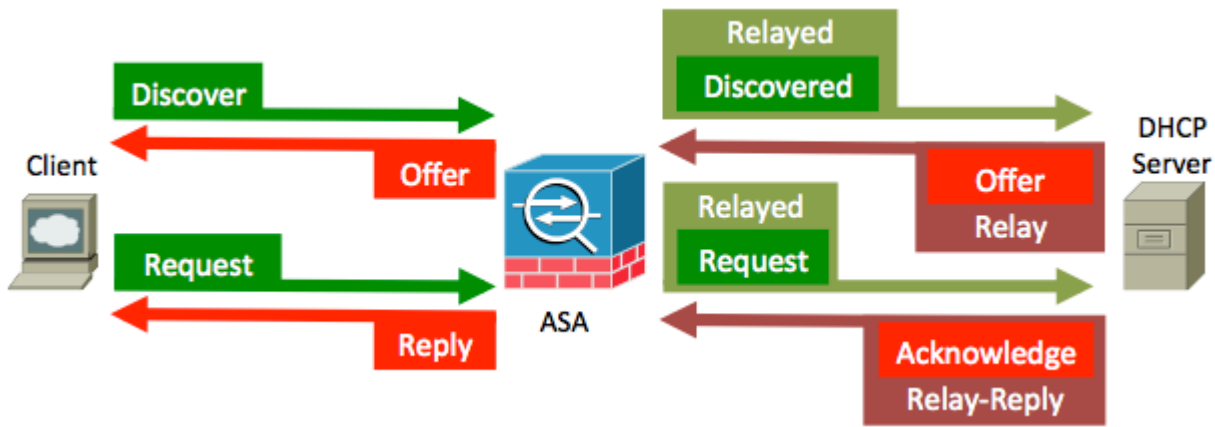 Relayed
Discover
Discovered
DHCP
Server
Client
Offer
Offer
Relay
Relayed
Request
Request
ASA
Reply
Acknowledge
Relay-Reply